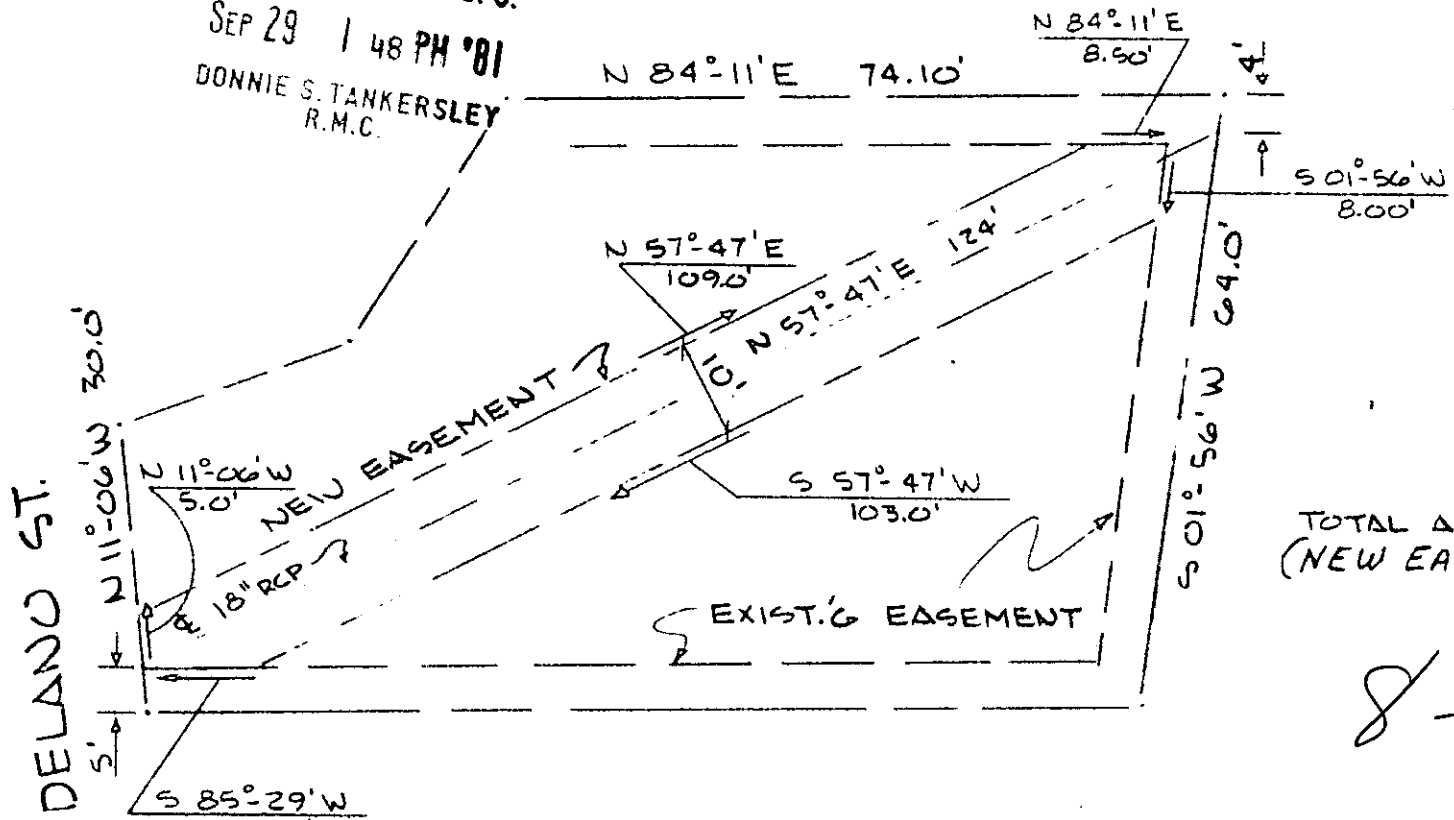 SEP 29 1 48 PM '81
DONNIE S. TANKERSLEY
R.M.C.
N 84°-11' E
8.50'
N 84°-11' E 74.10'
4'
S 01°-56' W
8.00'
N 57°-47' E
109.0'
N 57°-47' E 124'
10'
S 01°-56' W 64.0'
NEW EASEMENT
S 57°-47' W
103.0'
DELANO ST.
N 11°-06' W 30.0'
N 11°-06' W
5.0'
℄ 18" RCP
EXIST.'G EASEMENT
TOTAL
(NEW
5'
S 85°-29' W
8-